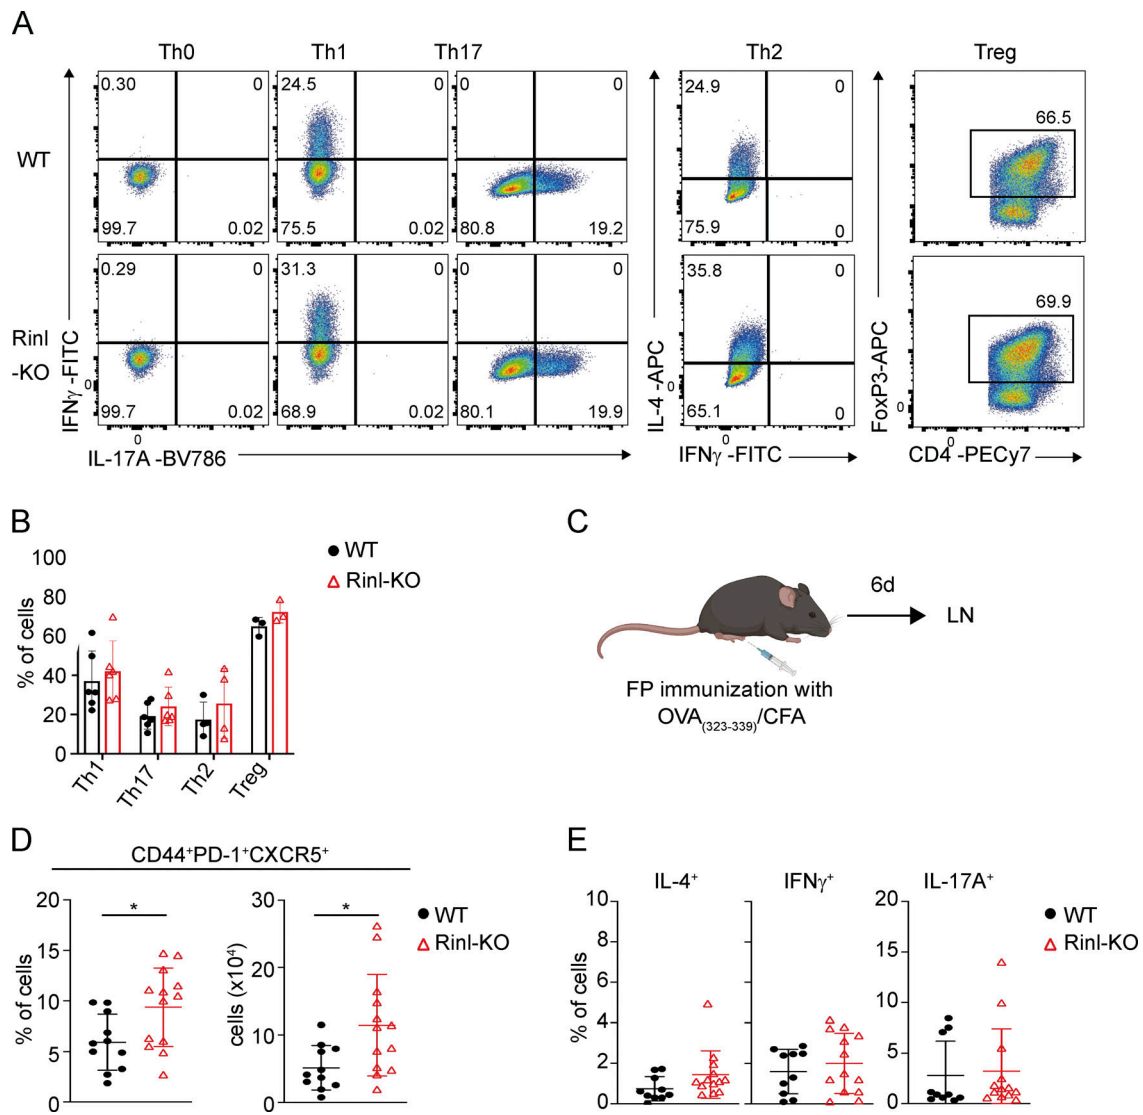 A
Th0 Th1 Th17 Th2 Treg
WT
0.30 0 24.5 0 0 0 24.9 0 66.5
99.7 0.02 75.5 0.02 80.8 19.2 75.9 0
Rinl
-KO
0.29 0 31.3 0 0 0 35.8 0 69.9
99.7 0.02 68.9 0.02 80.1 19.9 65.1 0
IFNγ-FITC
0
0
IL-17A -BV786
IL-4 -APC
0
0
IFNγ -FITC
FoxP3-APC
0
0
CD4 -PECy7
B
% of cells
100
80
60
40
20
0
Th1 Th17 Th2 Treg
WT
Rinl-KO
C
6d
LN
FP immunization with
OVA(323-339)/CFA
D
CD44+PD-1+CXCR5+
% of cells
20
15
10
5
0
*
cells (x10⁴)
30
20
10
0
*
WT
Rinl-KO
E
IL-4+ IFNγ+ IL-17A+
% of cells
10
8
6
4
2
0
20
15
10
5
0
WT
Rinl-KO